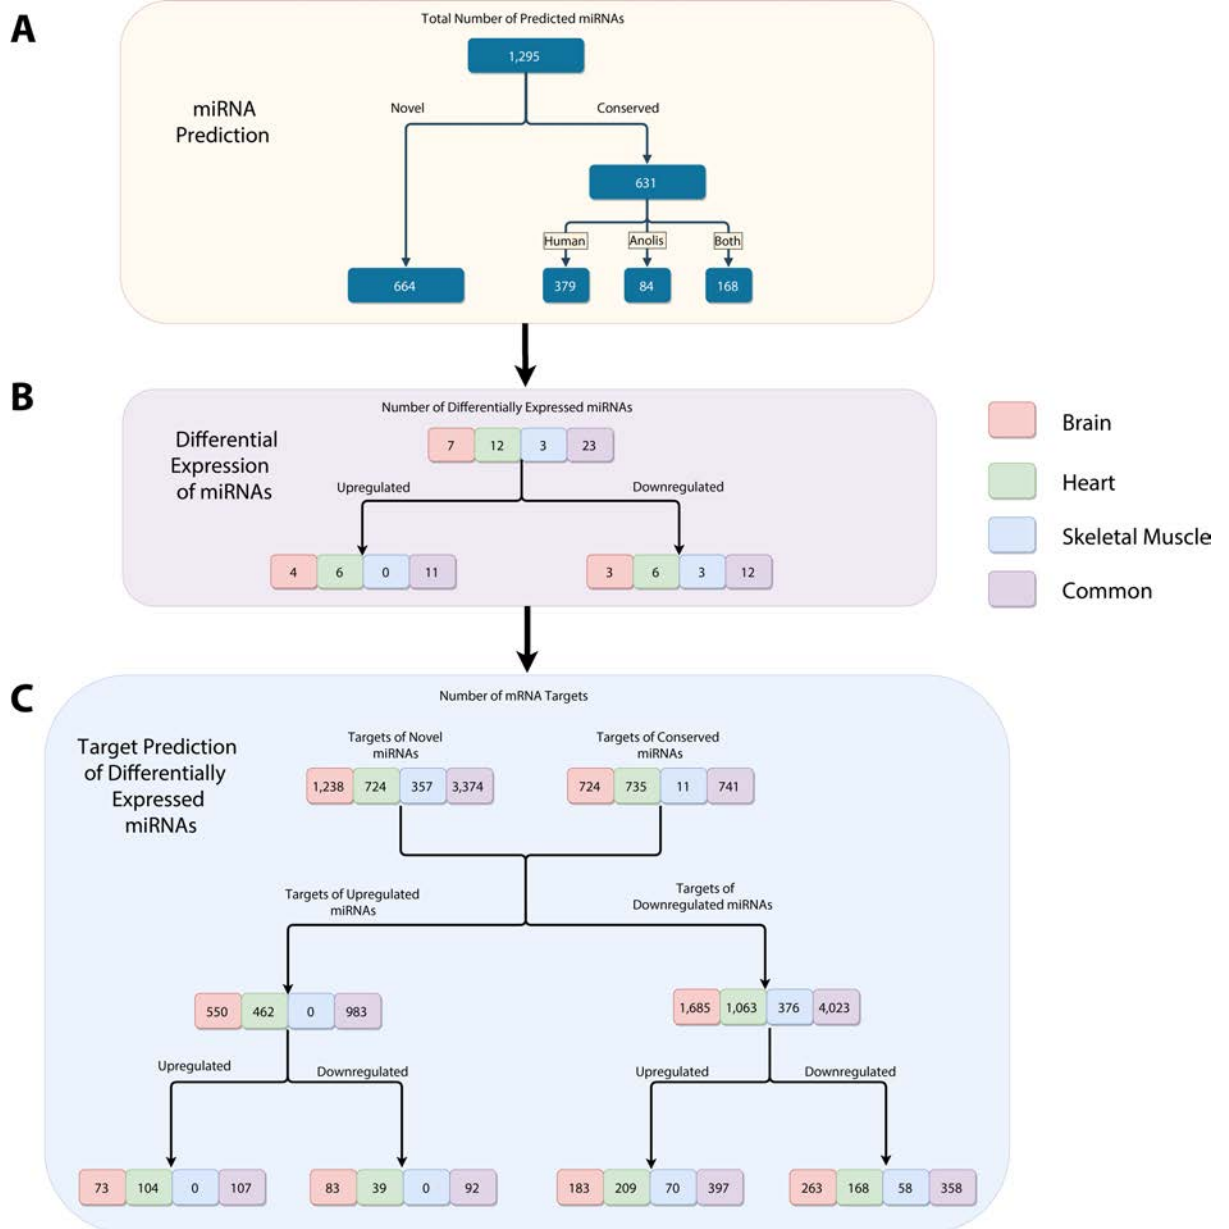 A
Total Number of Predicted miRNAs
1,295
miRNA
Prediction
Novel
Conserved
631
Human
Anolis
Both
664
379
84
168
B
Number of Differentially Expressed miRNAs
Differential
Expression
of miRNAs
7 12 3 23
Upregulated
Downregulated
4 6 0 11
3 6 3 12
Brain
Heart
Skeletal Muscle
Common
C
Number of mRNA Targets
Target Prediction
of Differentially
Expressed
miRNAs
Targets of Novel
miRNAs
1,238 724 357 3,374
Targets of Conserved
miRNAs
724 735 11 741
Targets of Upregulated
miRNAs
Targets of
Downregulated miRNAs
550 462 0 983
1,685 1,063 376 4,023
Upregulated
Downregulated
Upregulated
Downregulated
73 104 0 107
83 39 0 92
183 209 70 397
263 168 58 358